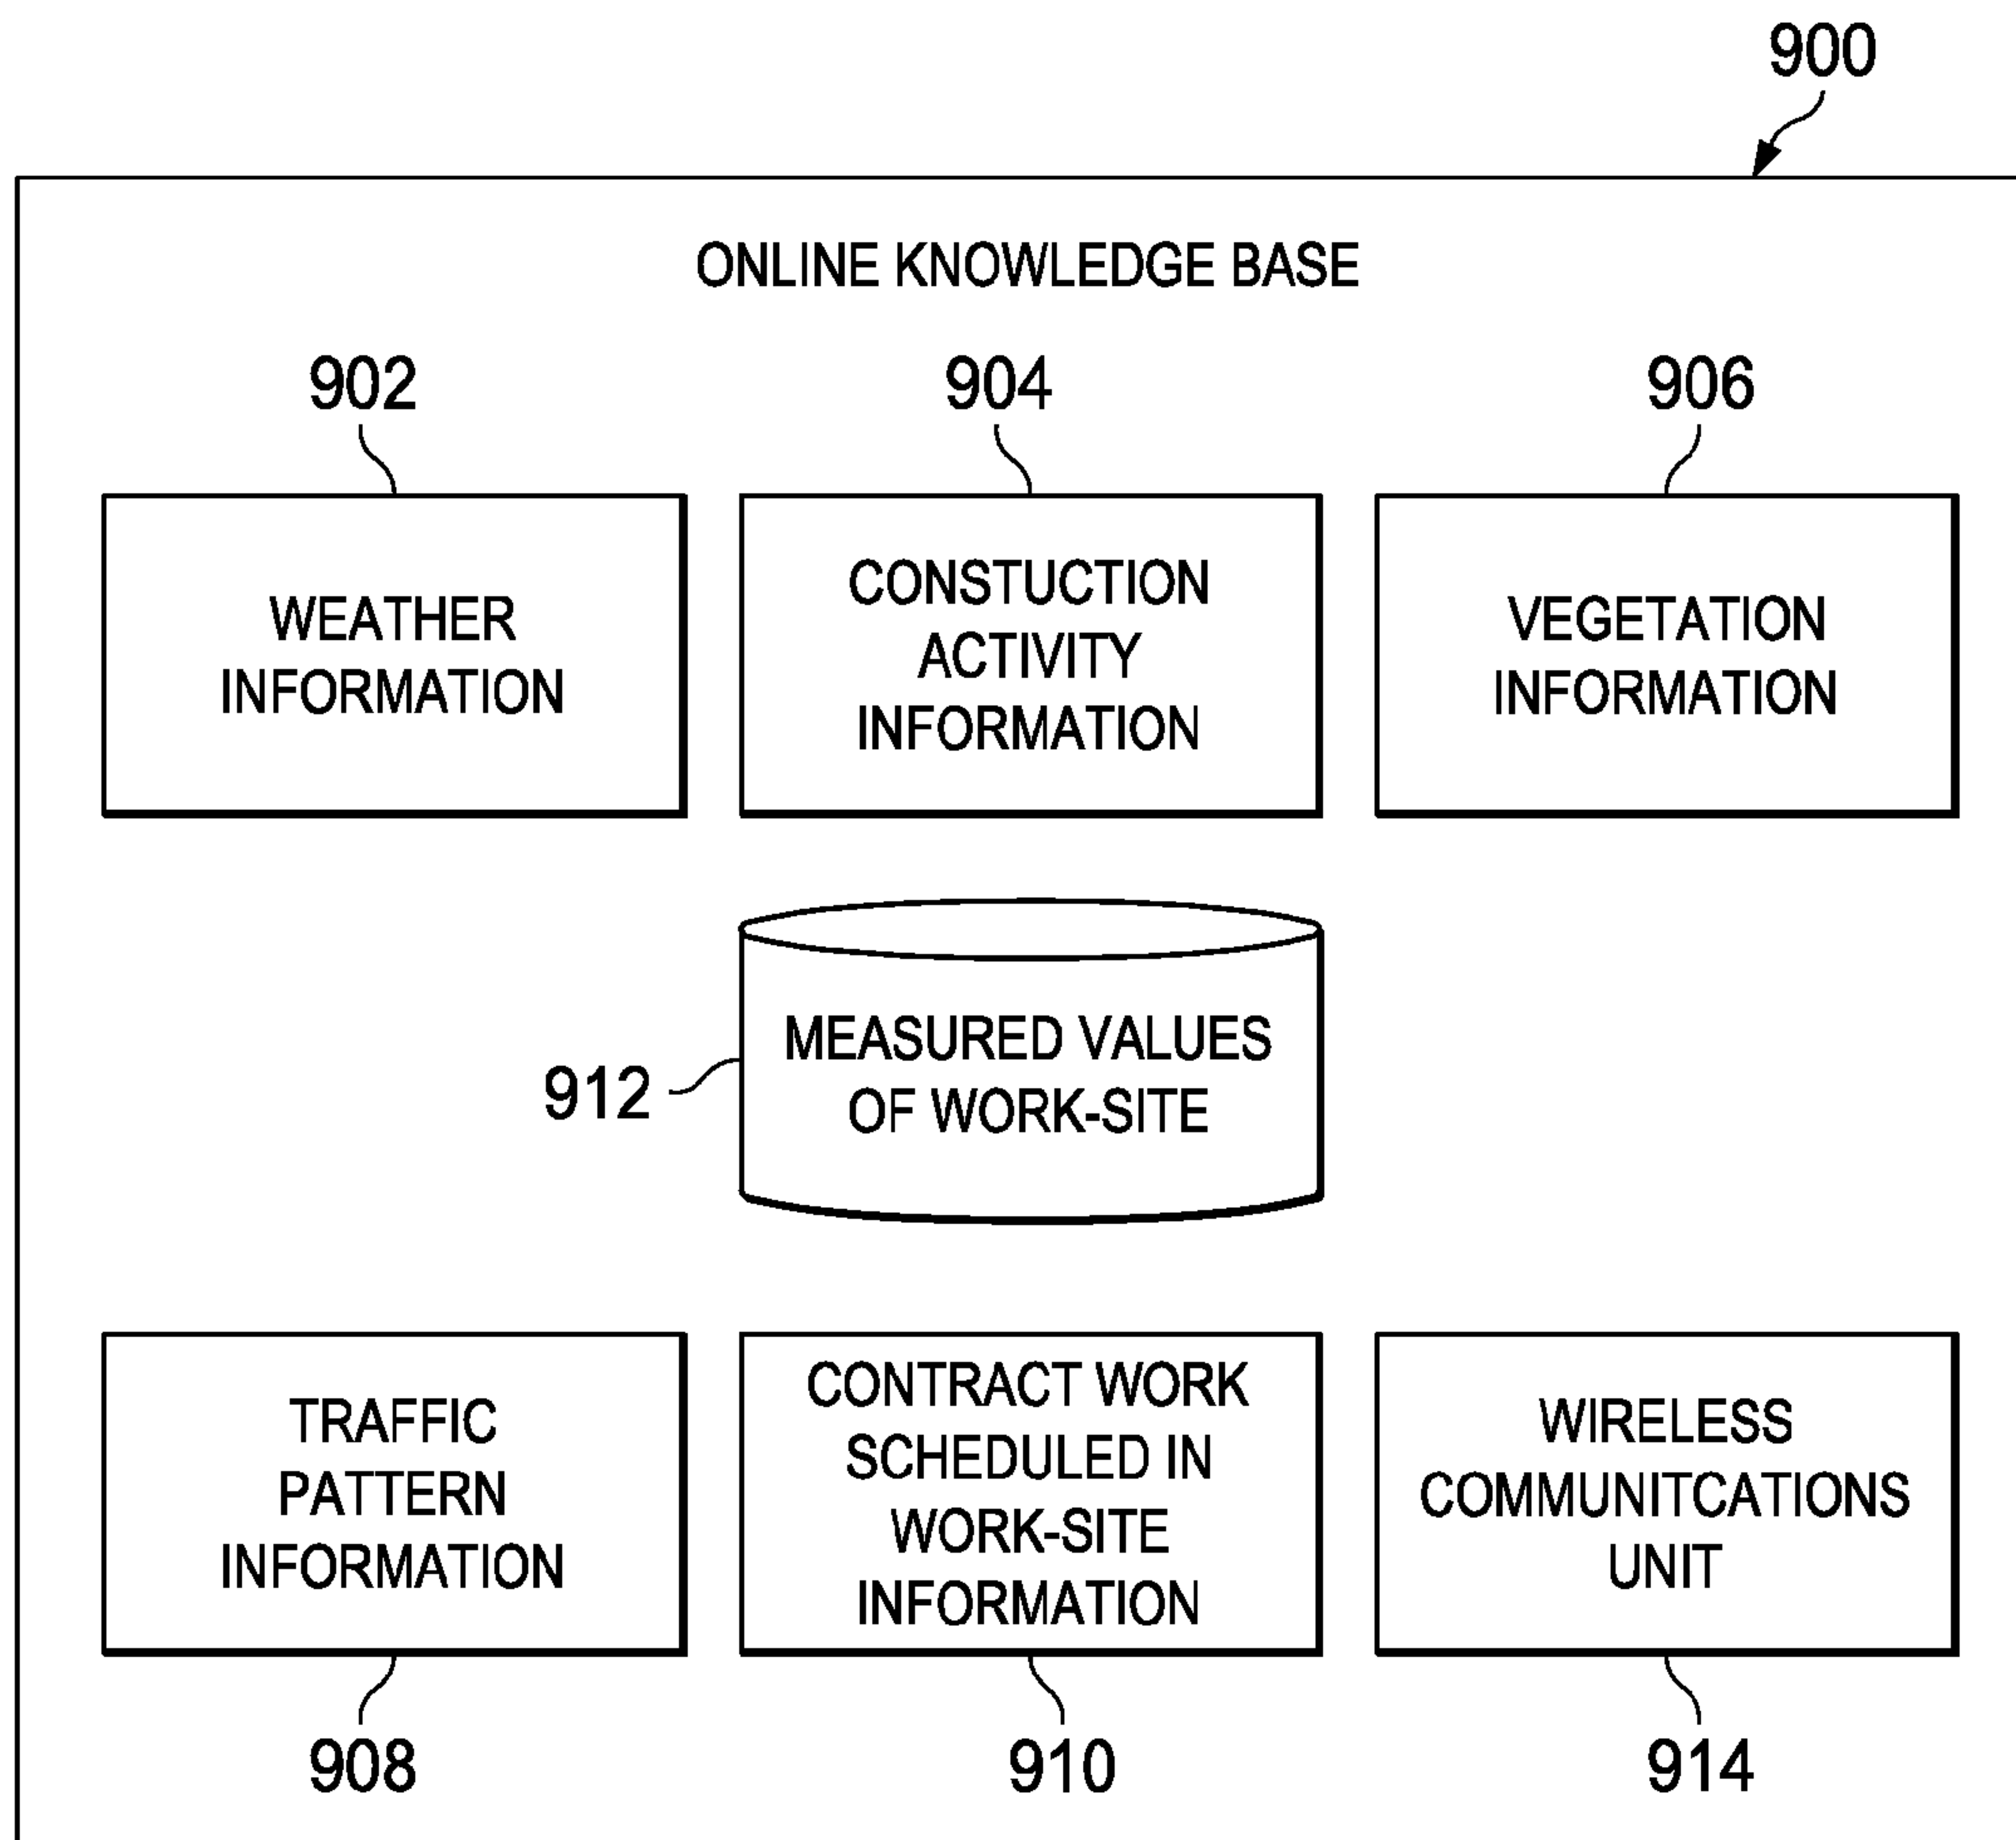 900
ONLINE KNOWLEDGE BASE
902
904
906
WEATHER
INFORMATION
CONSTUCTION
ACTIVITY
INFORMATION
VEGETATION
INFORMATION
912
MEASURED VALUES
OF WORK-SITE
TRAFFIC
PATTERN
INFORMATION
CONTRACT WORK
SCHEDULED IN
WORK-SITE
INFORMATION
WIRELESS
COMMUNITCATIONS
UNIT
908
910
914